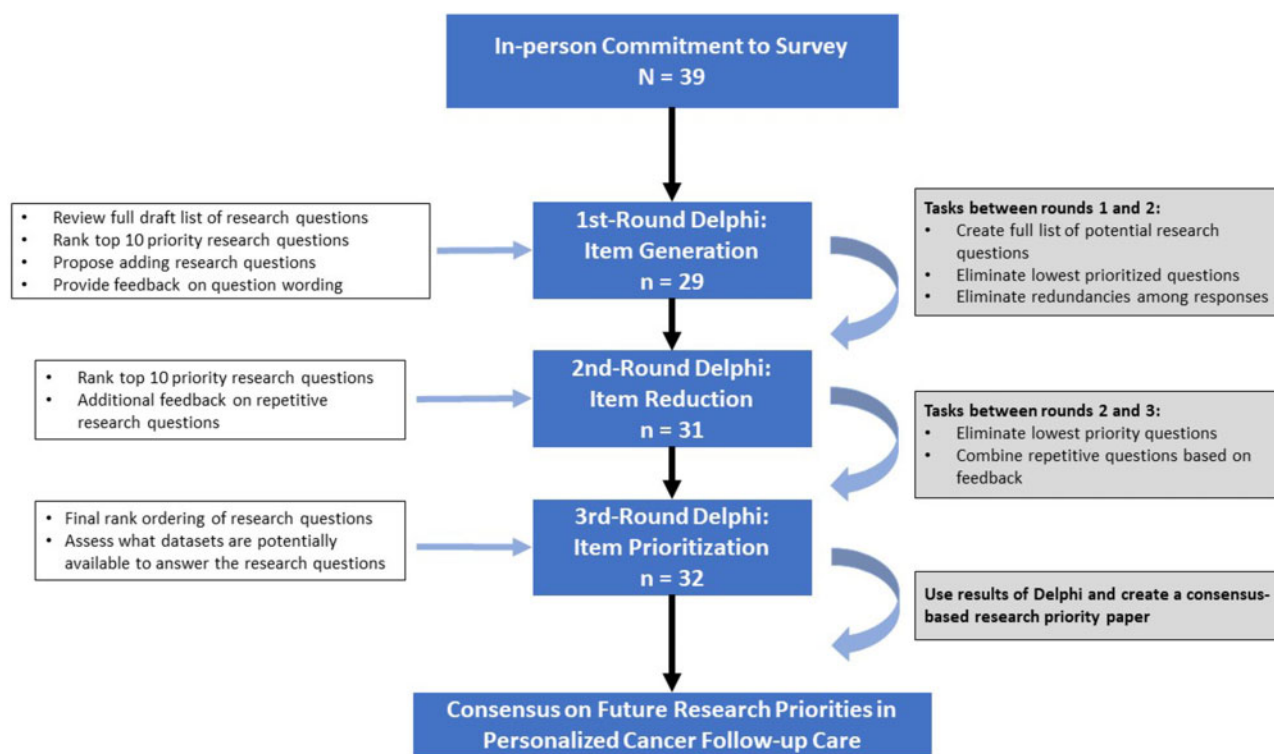 In-person Commitment to Survey
N = 39
• Review full draft list of research questions
• Rank top 10 priority research questions
• Propose adding research questions
• Provide feedback on question wording
1st-Round Delphi:
Item Generation
n = 29
Tasks between rounds 1 and 2:
• Create full list of potential research
questions
• Eliminate lowest prioritized questions
• Eliminate redundancies among responses
• Rank top 10 priority research questions
• Additional feedback on repetitive
research questions
2nd-Round Delphi:
Item Reduction
n = 31
Tasks between rounds 2 and 3:
• Eliminate lowest priority questions
• Combine repetitive questions based on
feedback
• Final rank ordering of research questions
• Assess what datasets are potentially
available to answer the research questions
3rd-Round Delphi:
Item Prioritization
n = 32
Use results of Delphi and create a consensus-
based research priority paper
Consensus on Future Research Priorities in
Personalized Cancer Follow-up Care